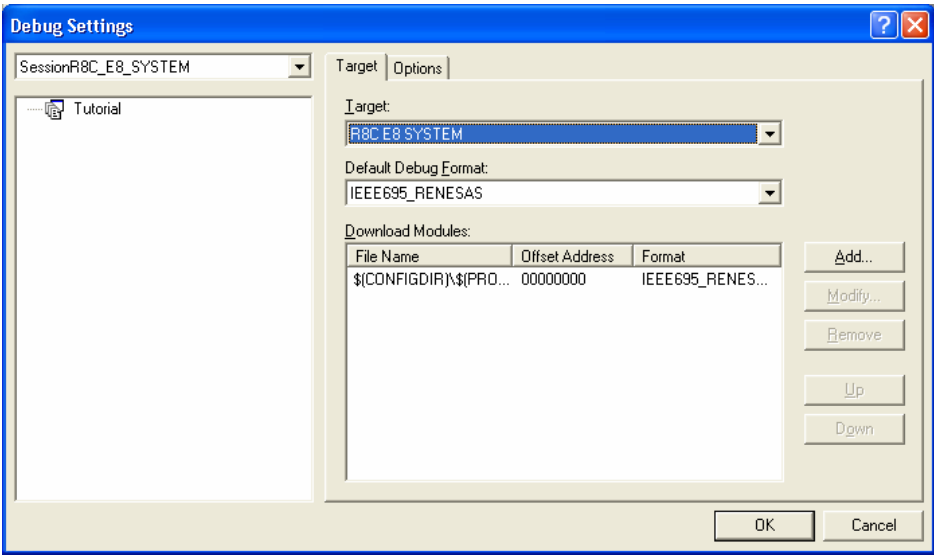 Debug Settings
SessionR8C_E8_SYSTEM
Tutorial
Target Options
Target:
R8C E8 SYSTEM
Default Debug Format:
IEEE695_RENESAS
Download Modules:
File Name Offset Address Format
$(CONFIGDIR)\$(PRO... 00000000 IEEE695_RENES...
Add...
Modify...
Remove
Up
Down
OK Cancel